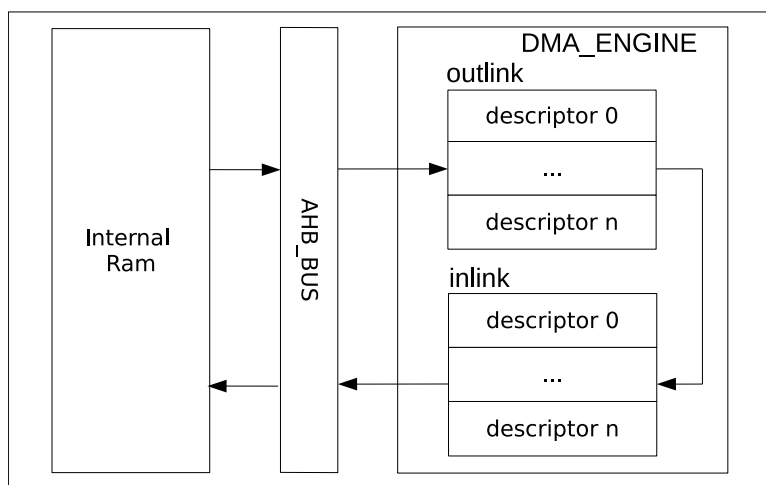 DMA_ENGINE
outlink
descriptor 0
...
descriptor n
Internal
Ram
AHB_BUS
inlink
descriptor 0
...
descriptor n